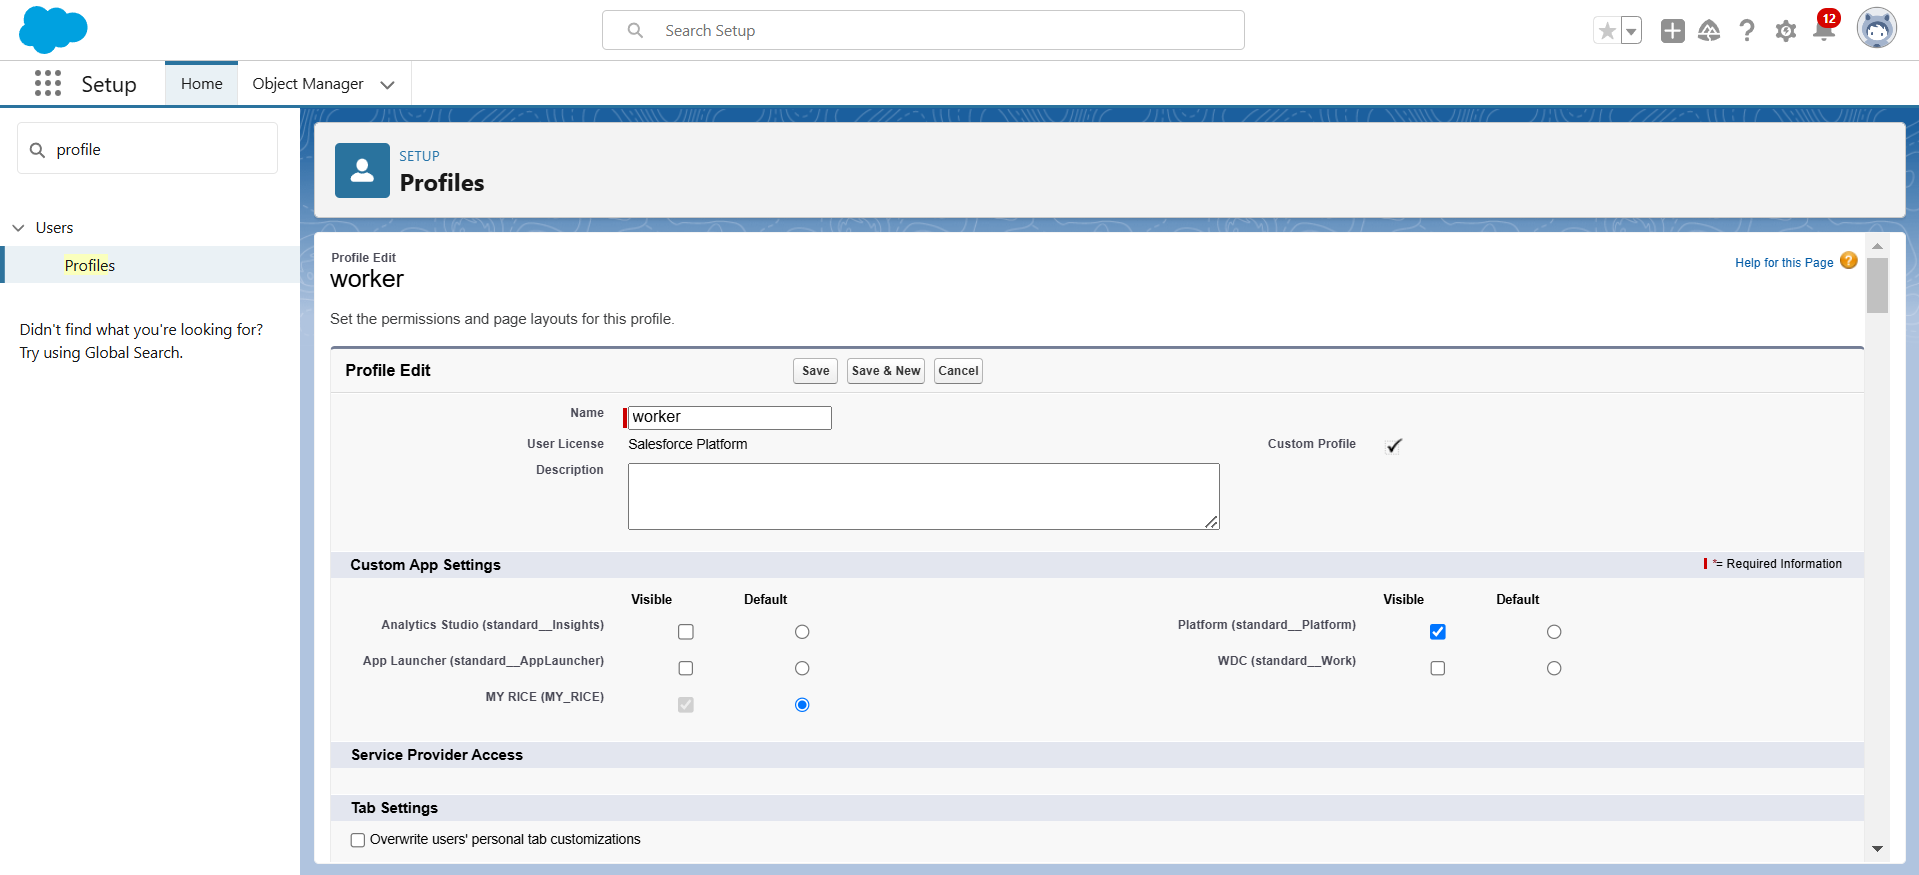 Search Setup
12
Setup
Home
Object Manager
profile
Users
Profiles
Didn't find what you're looking for?
Try using Global Search.
SETUP
Profiles
Profile Edit
worker
Help for this Page ?
Set the permissions and page layouts for this profile.
Profile Edit
Save
Save & New
Cancel
Name
worker
User License
Salesforce Platform
Custom Profile
Description
Custom App Settings
*= Required Information
Visible Default Visible Default
Analytics Studio (standard__Insights)
Platform (standard__Platform)
App Launcher (standard__AppLauncher)
WDC (standard__Work)
MY RICE (MY_RICE)
Service Provider Access
Tab Settings
Overwrite users' personal tab customizations